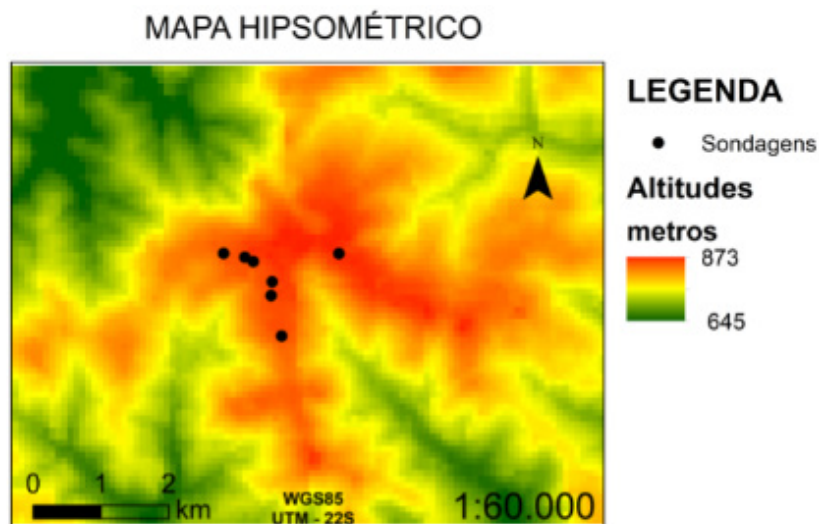 MAPA HIPSOMÉTRICO
LEGENDA
Sondagens
Altitudes
metros
873
645
N
0 1 2
km
WGS85
UTM - 22S
1:60.000